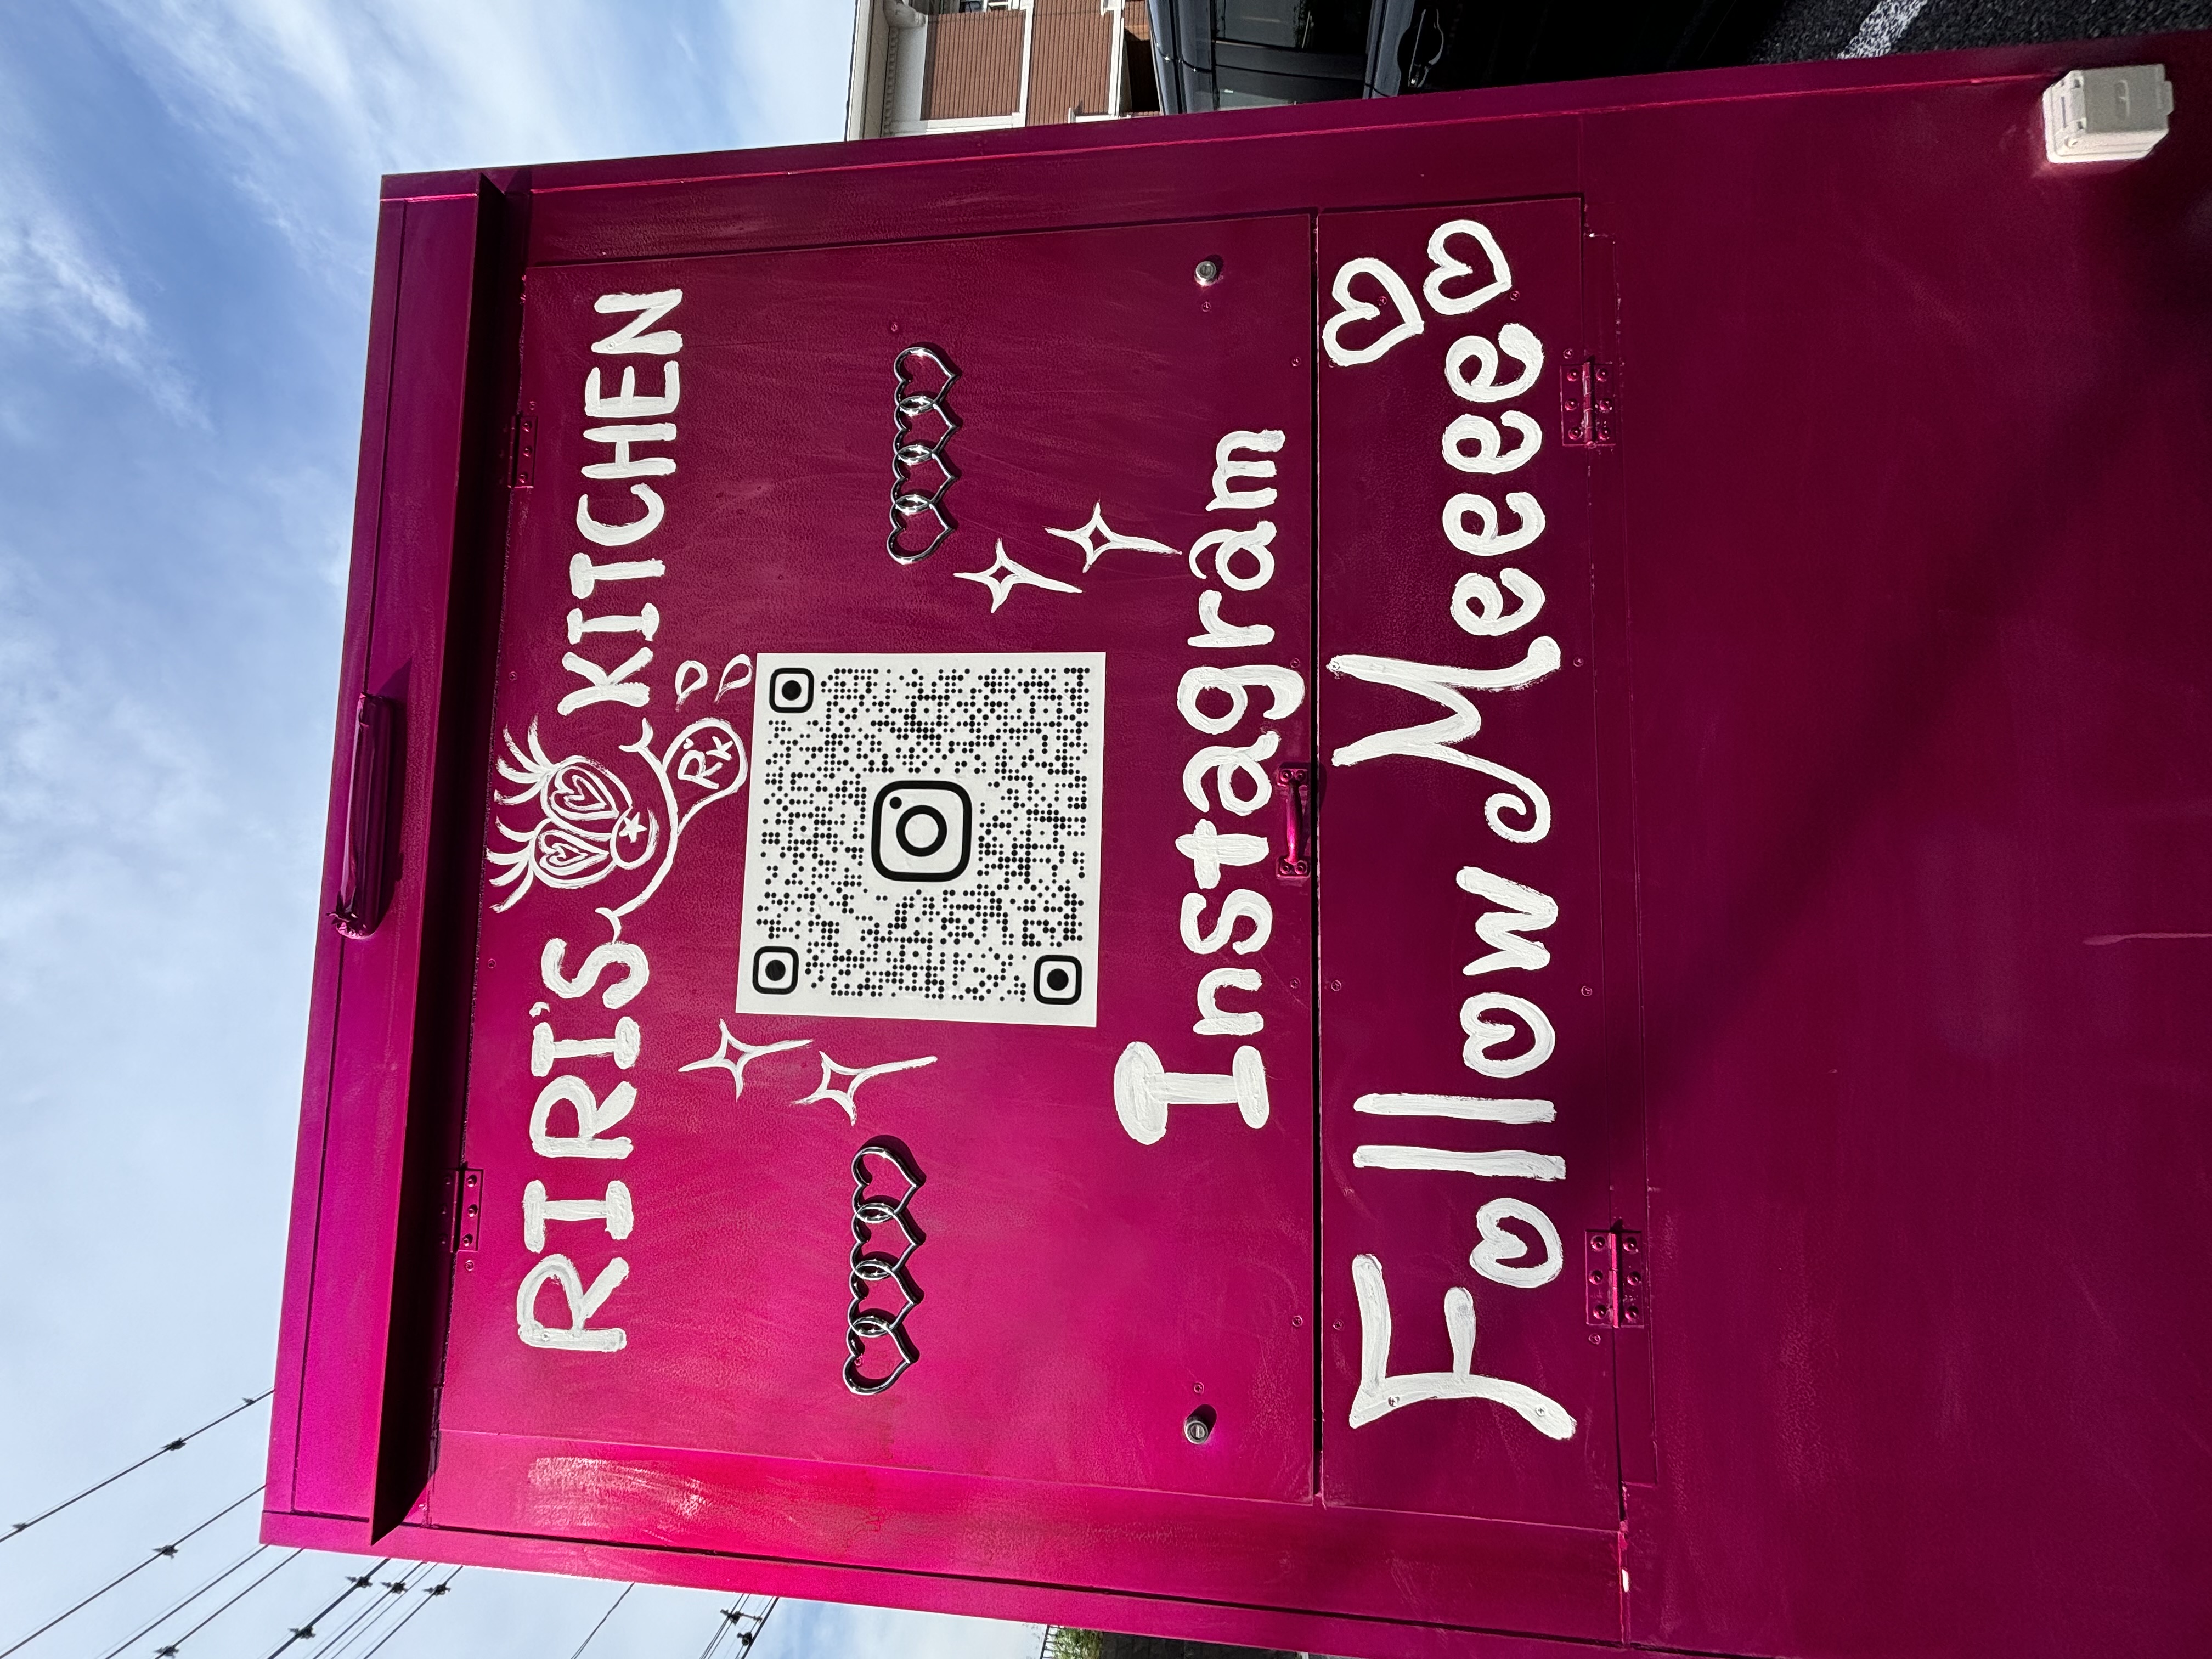 RIRI'S KITCHEN
R'k
Instagram
Follow Meeee